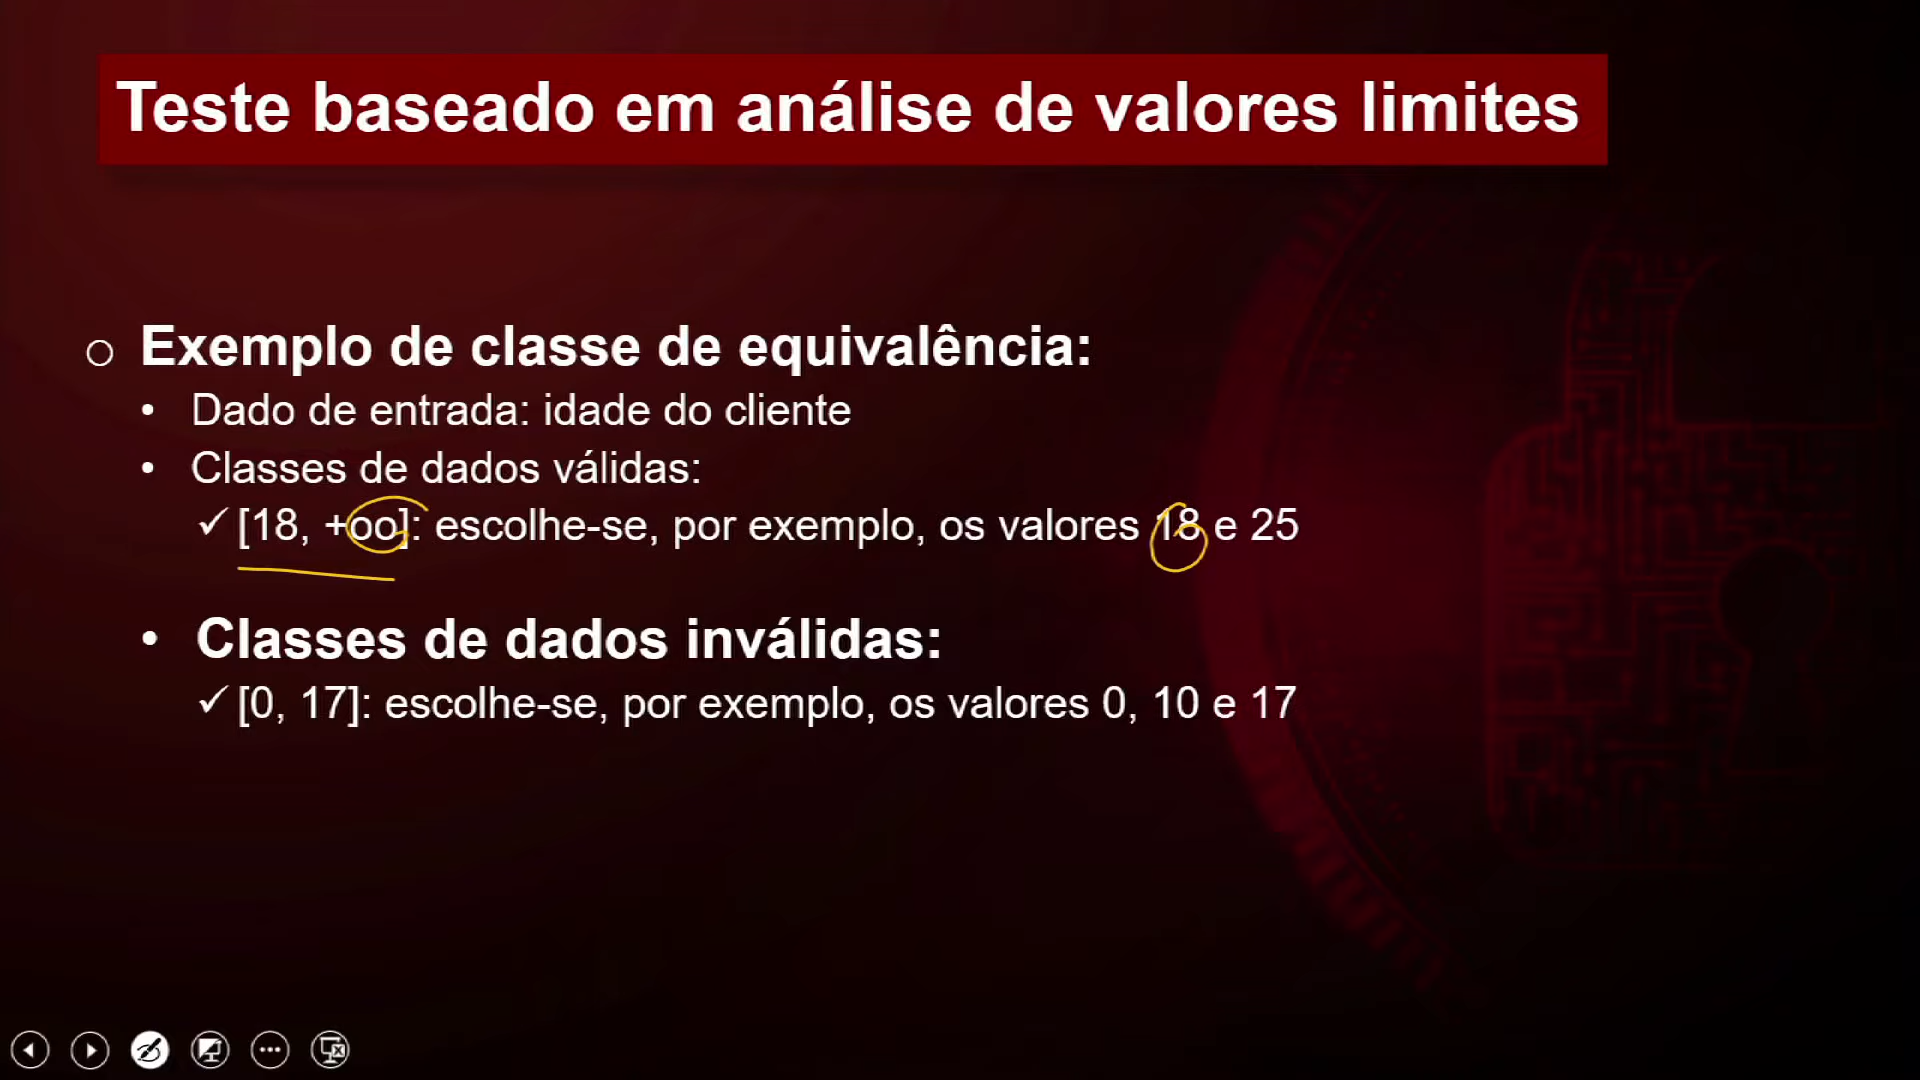 Teste baseado em análise de valores limites
Exemplo de classe de equivalência:
Dado de entrada: idade do cliente
Classes de dados válidas:
[18, +oo]: escolhe-se, por exemplo, os valores 18 e 25
Classes de dados inválidas:
[0, 17]: escolhe-se, por exemplo, os valores 0, 10 e 17